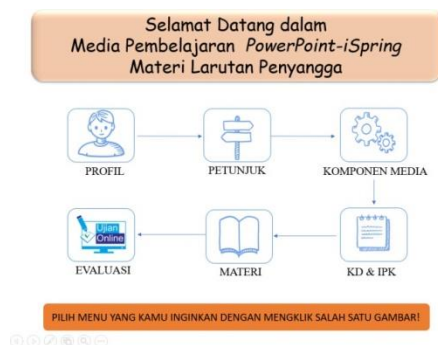 Selamat Datang dalam
Media Pembelajaran PowerPoint-iSpring
Materi Larutan Penyangga
PROFIL
PETUNJUK
KOMPONEN MEDIA
Ujian
Online
EVALUASI
MATERI
KD & IPK
PILIH MENU YANG KAMU INGINKAN DENGAN MENGKLIK SALAH SATU GAMBAR!